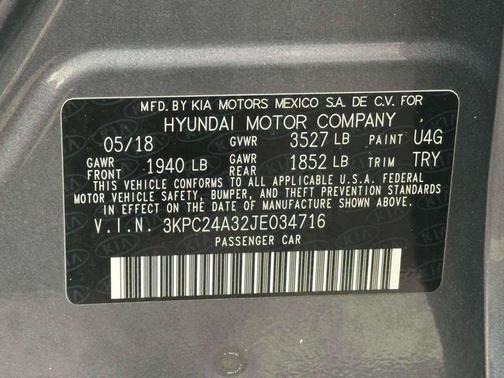 MFD. BY KIA MOTORS MEXICO S.A. DE C.V. FOR
HYUNDAI MOTOR COMPANY
05/18 GVWR 3527 LB PAINT U4G
GAWR FRONT 1940 LB GAWR REAR 1852 LB TRIM TRY
THIS VEHICLE CONFORMS TO ALL APPLICABLE U.S.A. FEDERAL
MOTOR VEHICLE SAFETY, BUMPER, AND THEFT PREVENTION STANDARDS
IN EFFECT ON THE DATE OF MANUFACTURE SHOWN ABOVE.
V.I.N. 3KPC24A32JE034716
PASSENGER CAR